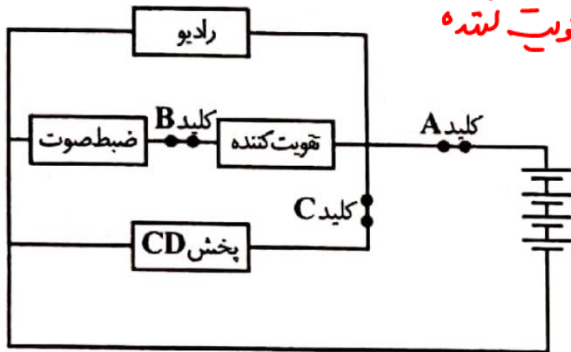 تقویت کننده
رادیو
کلید A
کلید B
تقویت‌کننده
ضبط‌صوت
کلید C
پخش CD